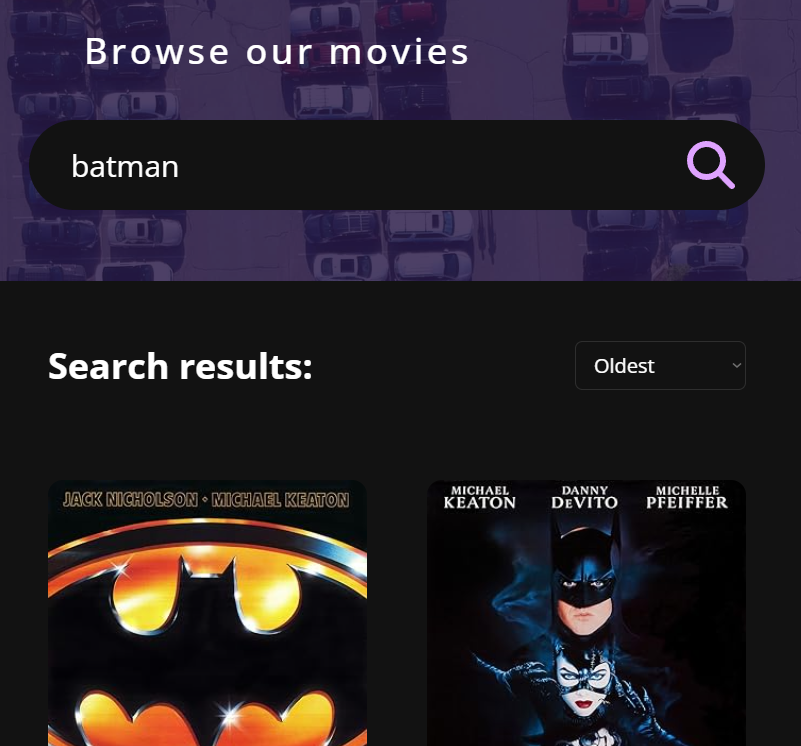 Browse our movies
batman
Search results:
Oldest
JACK NICHOLSON • MICHAEL KEATON
MICHAEL KEATON DANNY DEVITO MICHELLE PFEIFFER